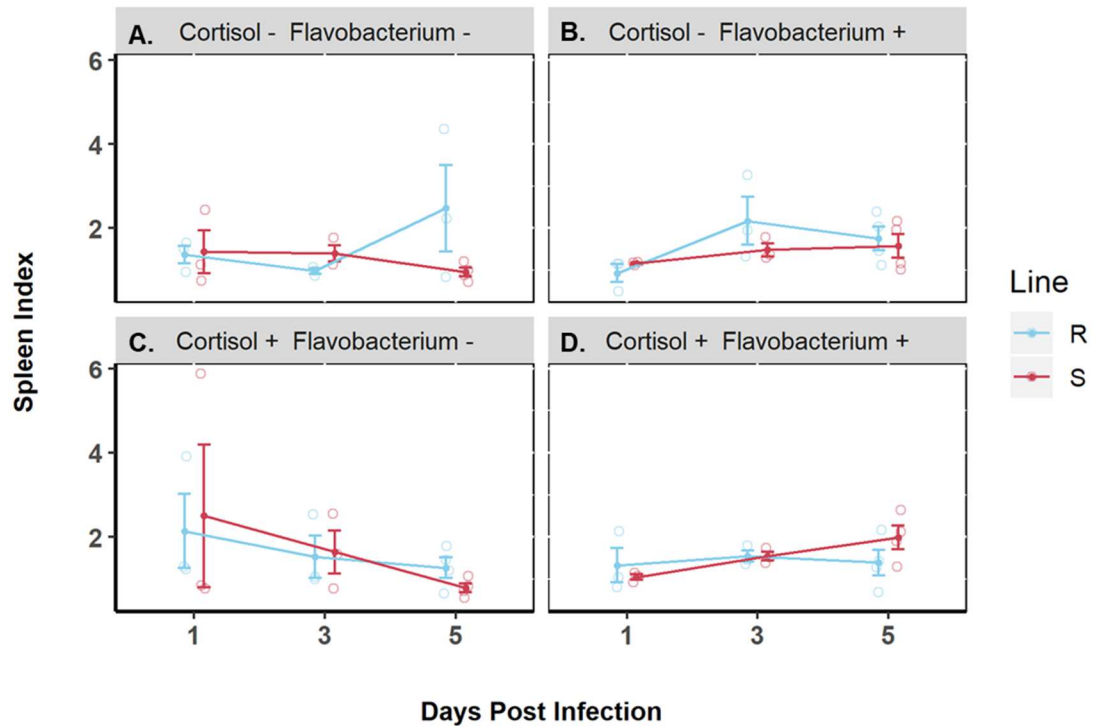 A. Cortisol - Flavobacterium -
B. Cortisol - Flavobacterium +
6
4
2
C. Cortisol + Flavobacterium -
D. Cortisol + Flavobacterium +
6
4
2
1 3 5
1 3 5
Spleen Index
Days Post Infection
Line
R
S